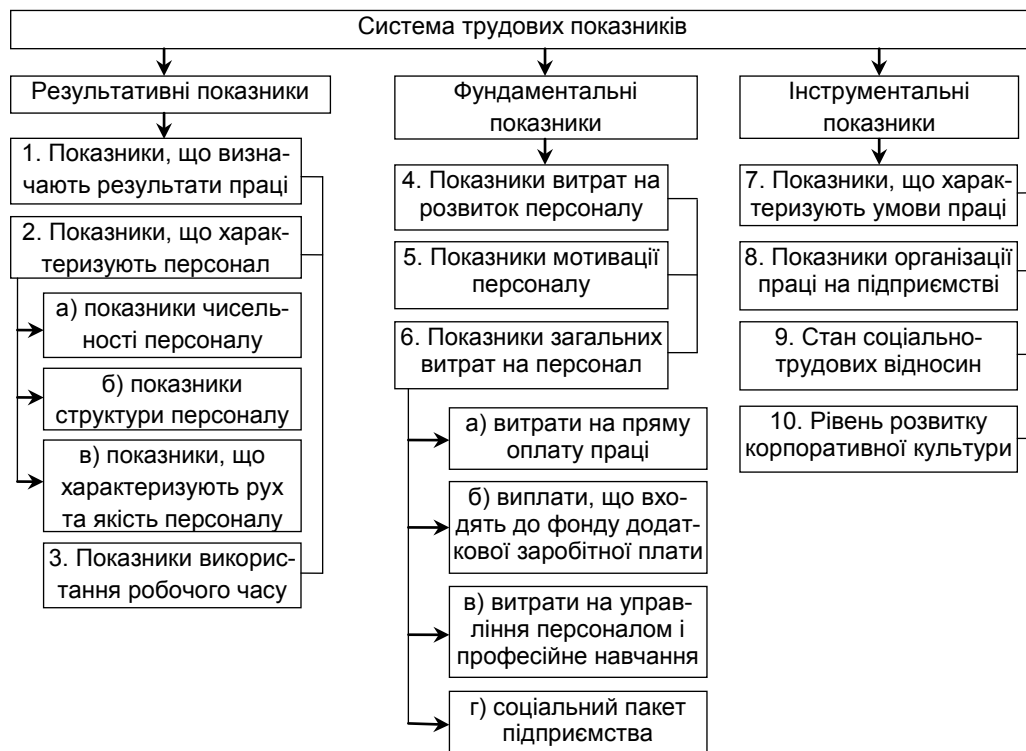 Система трудових показників
Результативні показники
1. Показники, що визна-
чають результати праці
2. Показники, що харак-
теризують персонал
а) показники чисель-
ності персоналу
б) показники
структури персоналу
в) показники, що
характеризують рух
та якість персоналу
3. Показники використ-
тання робочого часу
Фундаментальні
показники
4. Показники витрат на
розвиток персоналу
5. Показники мотивації
персоналу
6. Показники загальних
витрат на персонал
а) витрати на пряму
оплату праці
б) виплати, що вхо-
дять до фонду додат-
кової заробітної плати
в) витрати на управ-
ління персоналом і
професійне навчання
г) соціальний пакет
підприємства
Інструментальні
показники
7. Показники, що харак-
теризують умови праці
8. Показники організації
праці на підприємстві
9. Стан соціально-
трудових відносин
10. Рівень розвитку
корпоративної культури